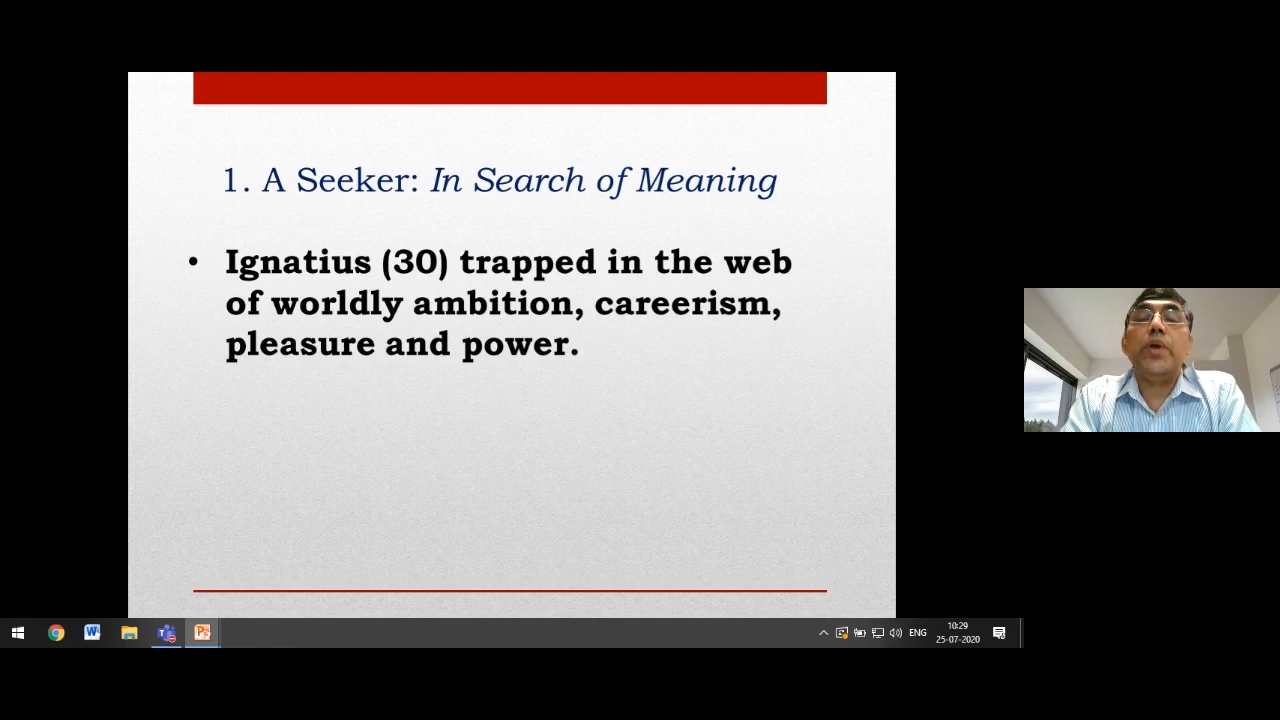 1. A Seeker: In Search of Meaning
• Ignatius (30) trapped in the web
of worldly ambition, careerism,
pleasure and power.
ENG
10:29
25-07-2020